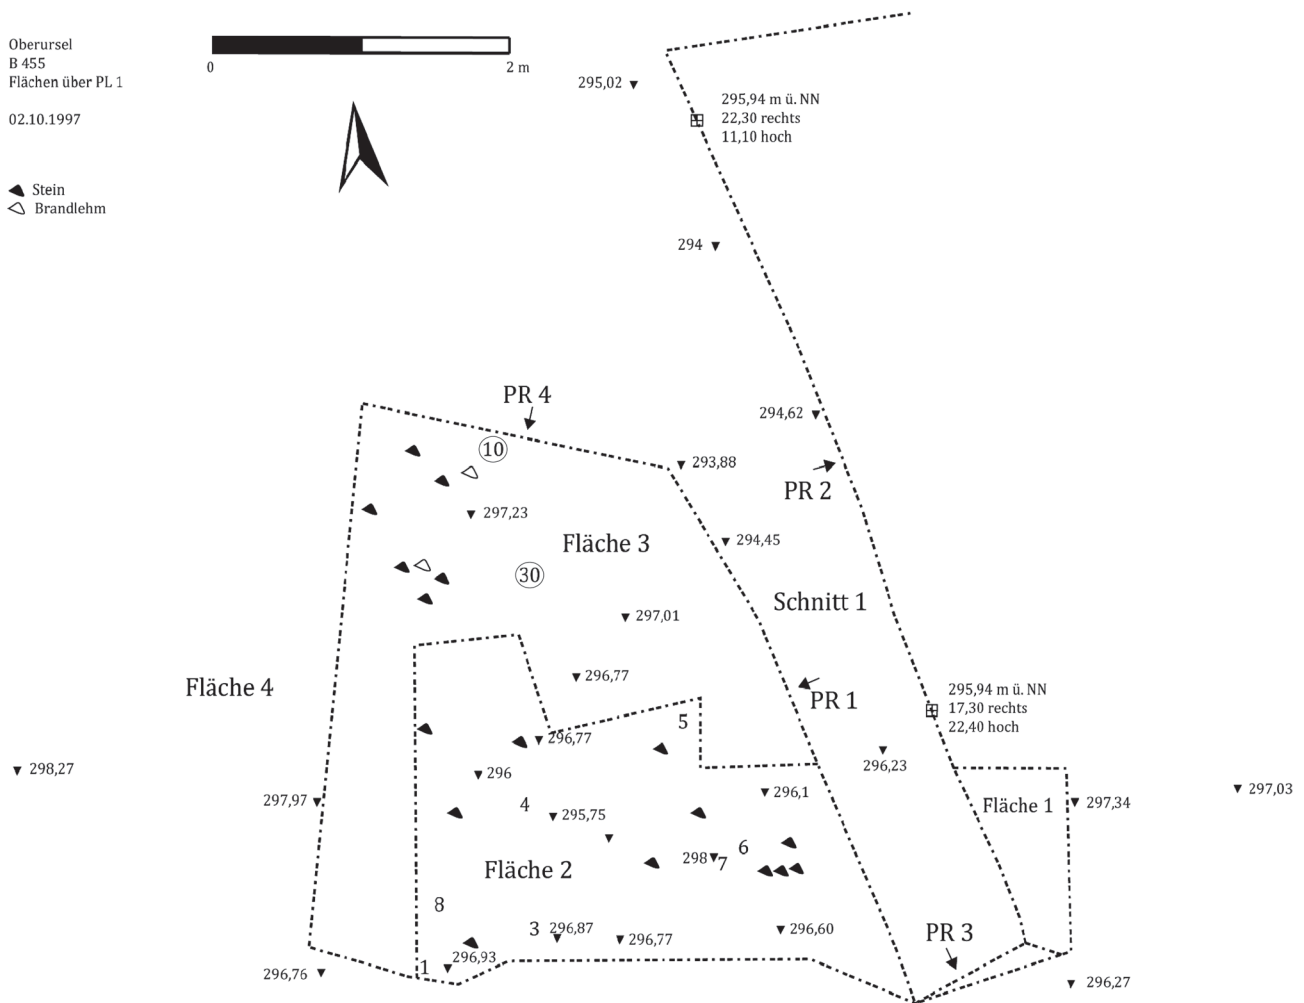 Oberursel
B 455
Flächen über PL 1
02.10.1997
Stein
Brandlehm
0
2 m
295,02
295,94 m ü. NN
22,30 rechts
11,10 hoch
294
PR 4
294,62
10
293,88
PR 2
297,23
Fläche 3
294,45
30
Schnitt 1
297,01
296,77
Fläche 4
PR 1
295,94 m ü. NN
17,30 rechts
22,40 hoch
5
296,77
296,23
298,27
296
297,97
4
295,75
296,1
Fläche 1
297,34
297,03
6
298
7
Fläche 2
8
3
296,87
296,77
296,60
PR 3
296,93
1
296,76
296,27